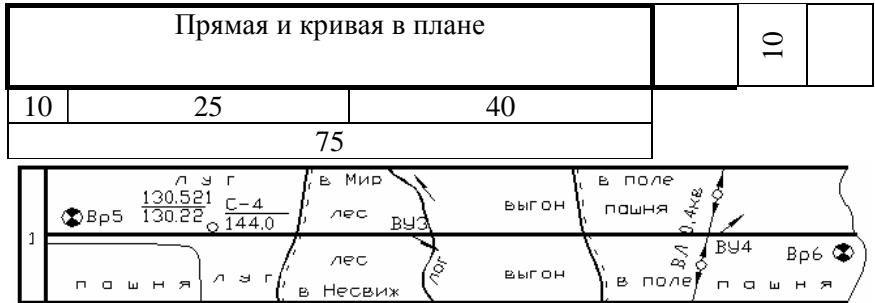 Прямая и кривая в плане
10
10 25 40
75
1
луг в Мир в поле
130.521 С-4
Вр5 130.22 144.0 лес ВУ3 выгон пашня ВЛ 0,4кв
лес лог выгон ВУ4 Вр6
пашня луг в Несвиж в поле пашня